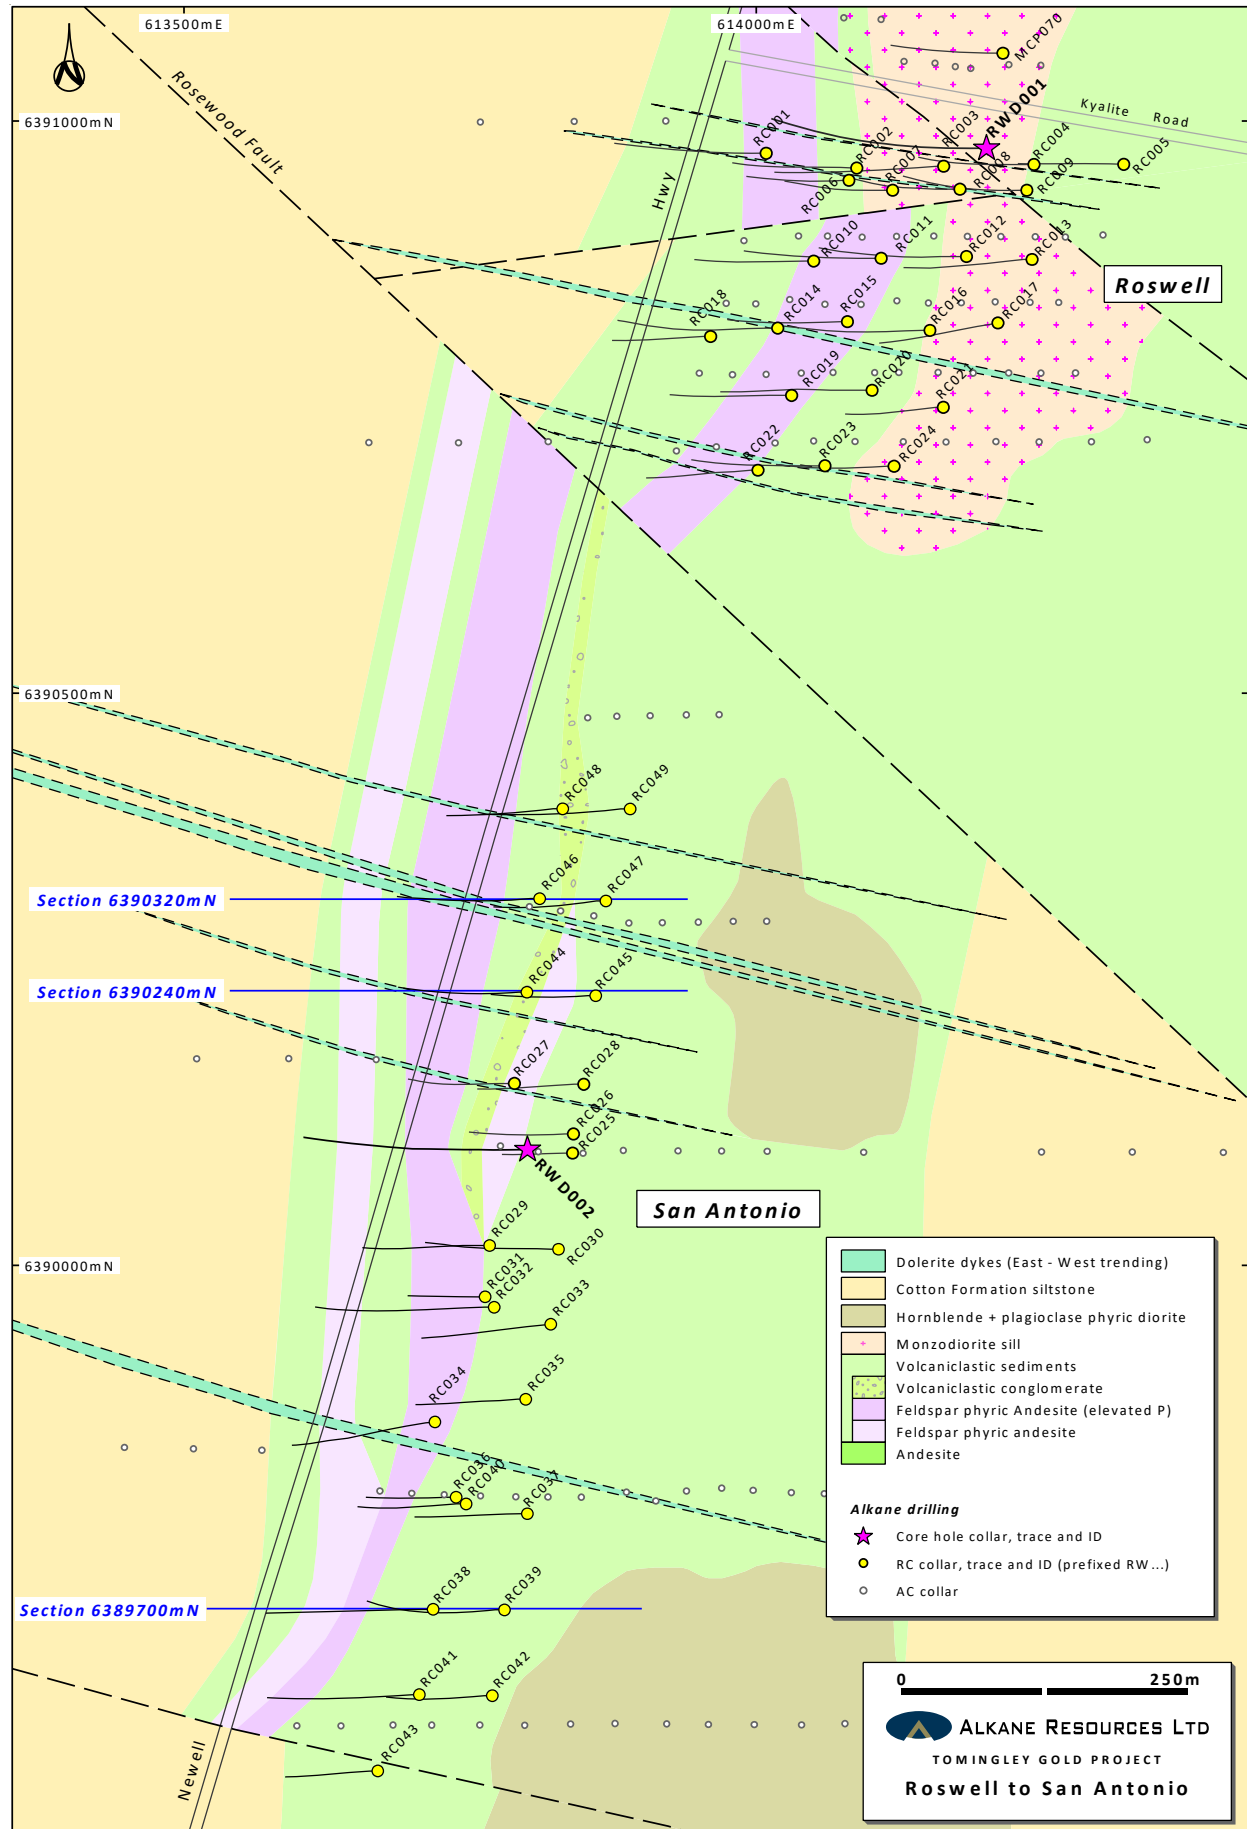 613500mE
614000mE
N
Rosewood Fault
MCP070
Kyalite Road
6391000mN
RC001
RC002
RC003
RWD001
RC004
RC005
RC006
RC007
RC008
RC009
Hwy
RC010
RC011
RC012
RC013
Roswell
RC018
RC014
RC015
RC016
RC017
RC019
RC020
RC021
RC022
RC023
RC024
6390500mN
RC048
RC049
RC046
RC047
Section 6390320mN
RC044
RC045
Section 6390240mN
RC027
RC028
RC026
RC025
RWD002
San Antonio
RC029
RC030
6390000mN
RC031
RC032
RC033
RC034
RC035
RC036
RC040
RC037
RC038
RC039
Section 6389700mN
RC041
RC042
RC043
Newell
Dolerite dykes (East - West trending)
Cotton Formation siltstone
Hornblende + plagioclase phyric diorite
Monzodiorite sill
Volcaniclastic sediments
Volcaniclastic conglomerate
Feldspar phyric Andesite (elevated P)
Feldspar phyric andesite
Andesite
Alkane drilling
Core hole collar, trace and ID
RC collar, trace and ID (prefixed RW...)
AC collar
0 250m
ALKANE RESOURCES LTD
TOMINGLEY GOLD PROJECT
Roswell to San Antonio